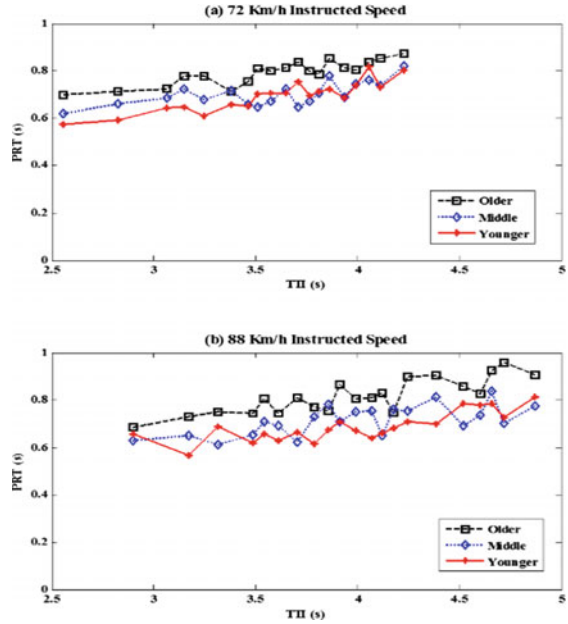 (a) 72 Km/h Instructed Speed
1
0.8
0.6
0.4
0.2
0
PRT (s)
Older
Middle
Younger
2.5 3 3.5 4 4.5 5
TTI (s)
(b) 88 Km/h Instructed Speed
1
0.8
0.6
0.4
0.2
0
PRT (s)
Older
Middle
Younger
2.5 3 3.5 4 4.5 5
TTI (s)